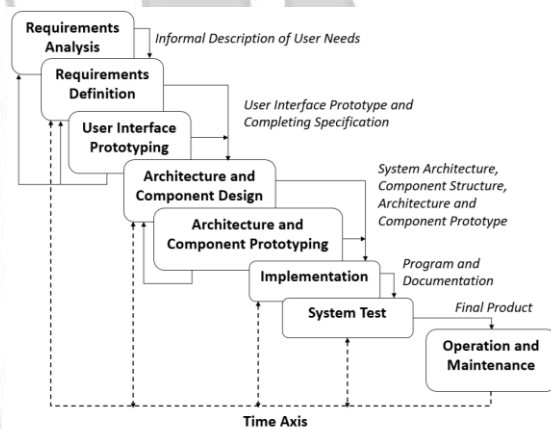 Requirements
Analysis
Informal Description of User Needs
Requirements
Definition
User Interface Prototype and
Completing Specification
User Interface
Prototyping
Architecture and
Component Design
System Architecture,
Component Structure,
Architecture and
Component Prototype
Architecture and
Component Prototyping
Implementation
Program and
Documentation
System Test
Final Product
Operation and
Maintenance
Time Axis